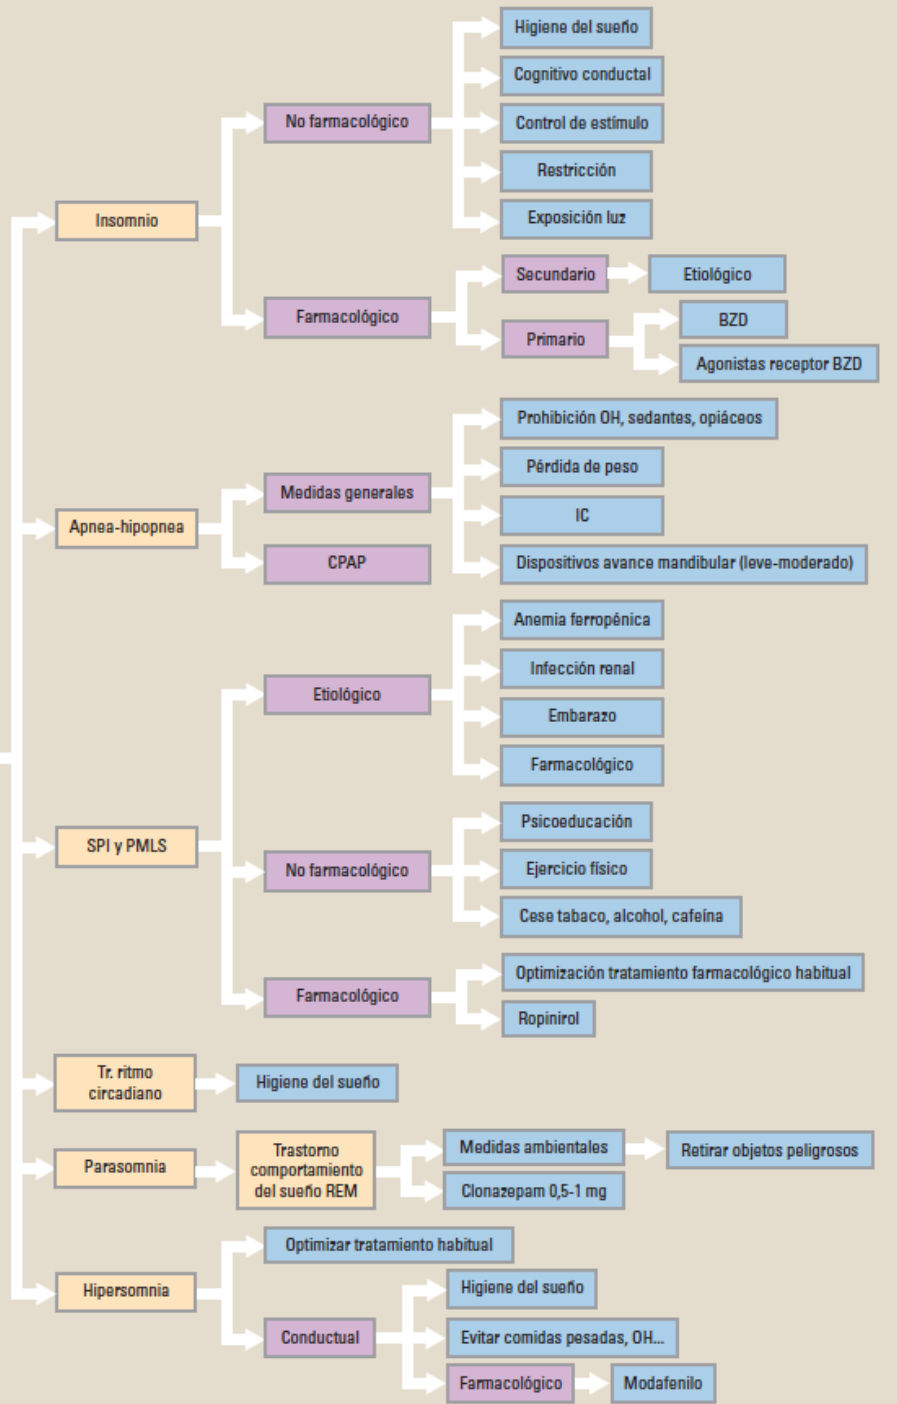 Higiene del sueño
Cognitivo conductal
No farmacológico
Control de estímulo
Restricción
Exposición luz
Insomnio
Secundario
Etiológico
Farmacológico
BZD
Primario
Agonistas receptor BZD
Prohibición OH, sedantes, opiáceos
Pérdida de peso
Medidas generales
IC
Apnea-hipopnea
CPAP
Dispositivos avance mandibular (leve-moderado)
Anemia ferropénica
Infección renal
Etiológico
Embarazo
Farmacológico
Psicoeducación
SPI y PMLS
No farmacológico
Ejercicio físico
Cese tabaco, alcohol, cafeína
Optimización tratamiento farmacológico habitual
Farmacológico
Ropinirol
Tr. ritmo
circadiano
Higiene del sueño
Parasomnia
Trastorno
comportamiento
del sueño REM
Medidas ambientales
Retirar objetos peligrosos
Clonazepam 0,5-1 mg
Optimizar tratamiento habitual
Hipersomnia
Higiene del sueño
Conductual
Evitar comidas pesadas, OH...
Farmacológico
Modafenilo